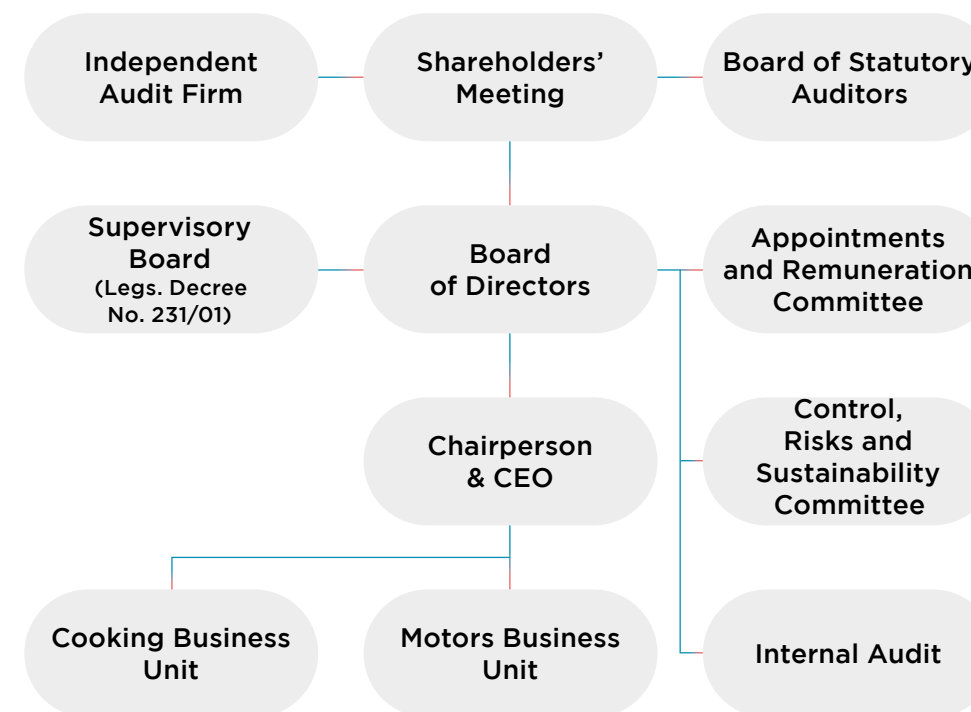 Independent
Audit Firm
Shareholders’
Meeting
Board of Statutory
Auditors
Supervisory
Board
(Legs. Decree
No. 231/01)
Board
of Directors
Appointments
and Remuneration
Committee
Chairperson
& CEO
Control,
Risks and
Sustainability
Committee
Cooking Business
Unit
Motors Business
Unit
Internal Audit